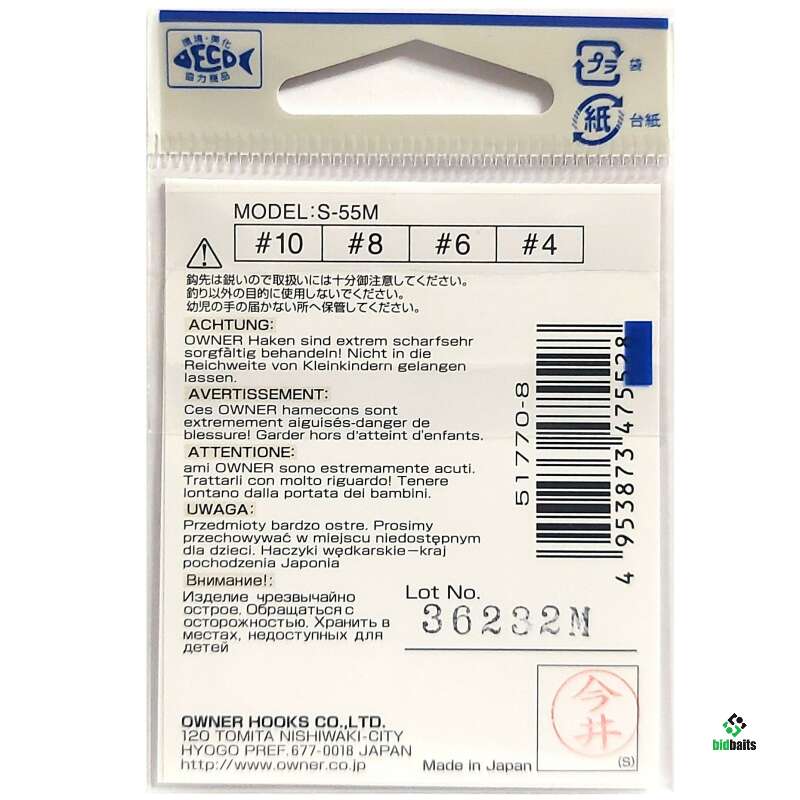 環境・美化
ECO
協力商品
プラ
袋
紙
台紙
MODEL:S-55M
#10 #8 #6 #4
鈎先は鋭いので取扱いには十分御注意してください。
釣り以外の目的に使用しないでください。
幼児の手の届かない所へ保管してください。
ACHTUNG:
OWNER Haken sind extrem scharfsehr
sorgfältig behandeln! Nicht in die
Reichweite von Kleinkindern gelangen
lassen.
AVERTISSEMENT:
Ces OWNER hamecons sont
extremement aiguisés-danger de
blessure! Garder hors d'atteint d'enfants.
ATTENTIONE:
ami OWNER sono estremamente acuti.
Trattarli con molto riguardo! Tenere
lontano dalla portata dei bambini.
UWAGA:
Przedmioty bardzo ostre. Prosimy
przechowywać w miejscu niedostępnym
dla dzieci. Haczyki wędkarskie–kraj
pochodzenia Japonia
Внимание!:
Изделие чрезвычайно
острое. Обращаться с
осторожностью. Хранить в
местах, недоступных для
детей
51770-8
4 953873 475528
Lot No.
36232M
今井
(S)
OWNER HOOKS CO.,LTD.
120 TOMITA NISHIWAKI-CITY
HYOGO PREF.677-0018 JAPAN
http://www.owner.co.jp
Made in Japan
bidbaits